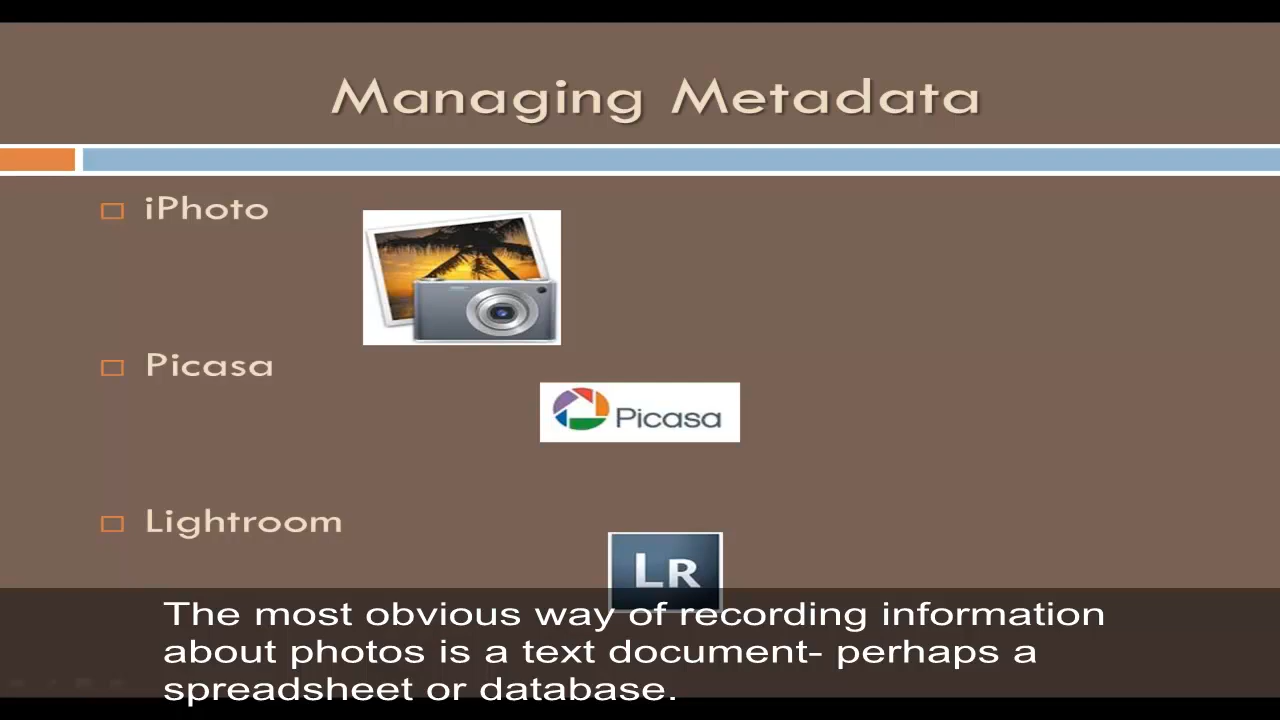 Managing Metadata
iPhoto
Picasa
Picasa
Lightroom
LR
The most obvious way of recording information
about photos is a text document- perhaps a
spreadsheet or database.